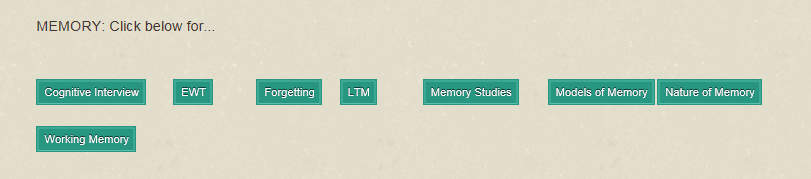 MEMORY: Click below for...
Cognitive Interview EWT Forgetting LTM Memory Studies Models of Memory Nature of Memory
Working Memory